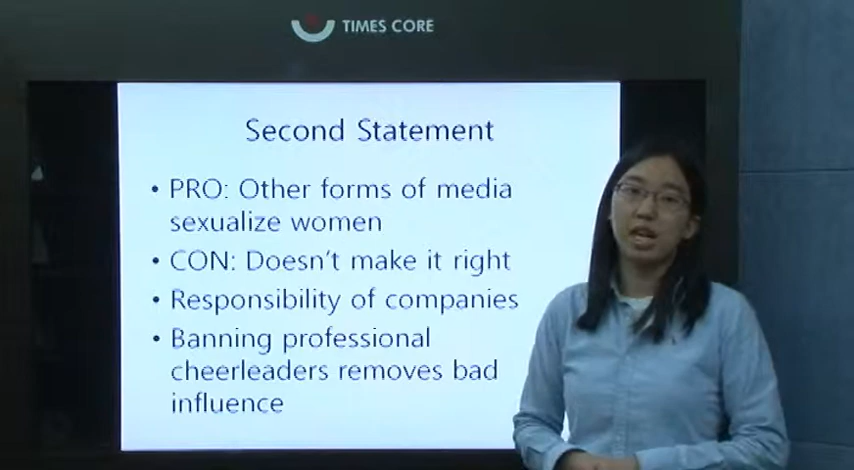 TIMES CORE
Second Statement
• PRO: Other forms of media
sexualize women
• CON: Doesn't make it right
• Responsibility of companies
• Banning professional
cheerleaders removes bad
influence